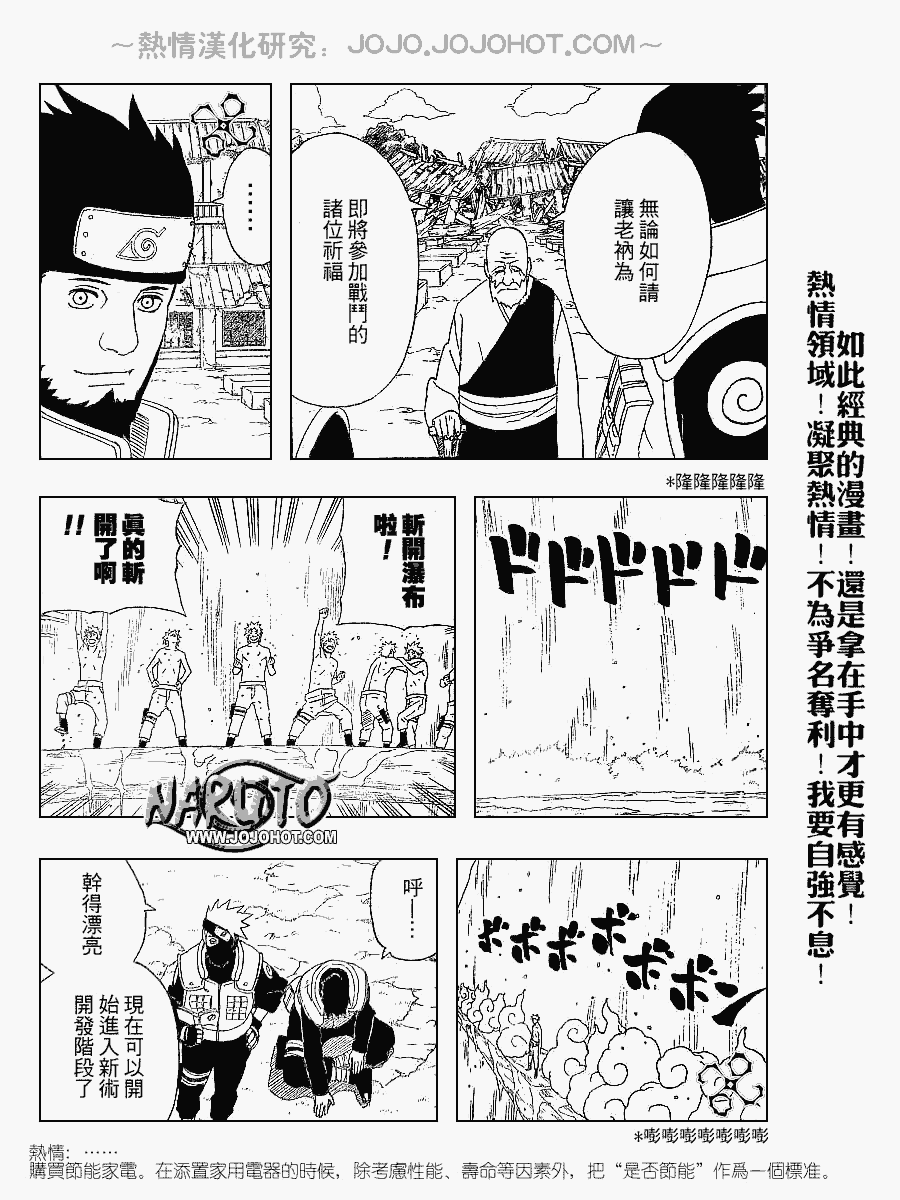 ～熱情漢化研究：JOJO.JOJOHOT.COM～
無論如何請
讓老衲為
即將參加戰鬥的
諸位祈福
……
*隆隆隆隆隆
ドドドドド
斬開瀑布
啦！
真的斬
開了啊
！！
NARUTO
WWW.JOJOHOT.COM
ボボボボボボン
*嘭嘭嘭嘭嘭嘭嘭
呼……
幹得漂亮
現在可以開
始進入新術
開發階段了
如此經典的漫畫！還是拿在手中才更有感覺！
熱情領域！凝聚熱情！不為爭名奪利！我要自強不息！
熱情：……
購買節能家電。在添置家用電器的時候，除考慮性能、壽命等因素外，把“是否節能”作爲一個標准。